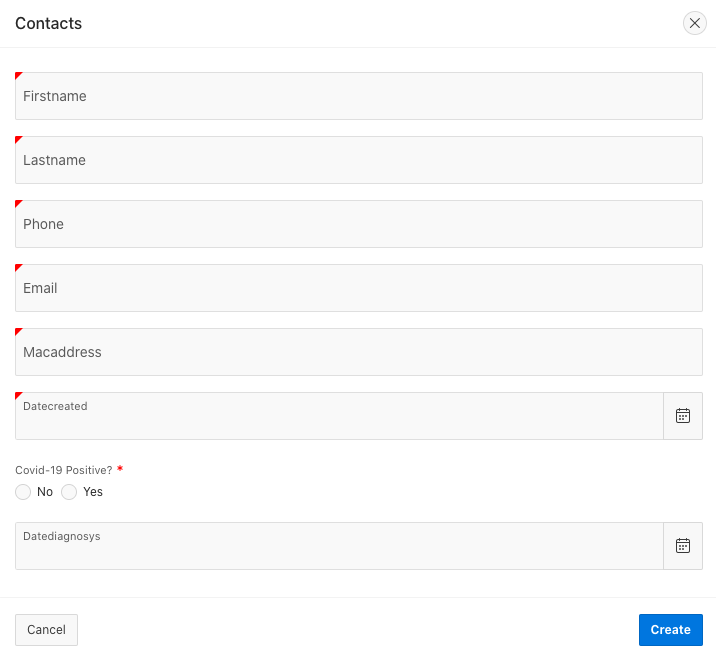 Contacts
Firstname
Lastname
Phone
Email
Macaddress
Datecreated
Covid-19 Positive? *
No Yes
Datediagnosys
Cancel Create